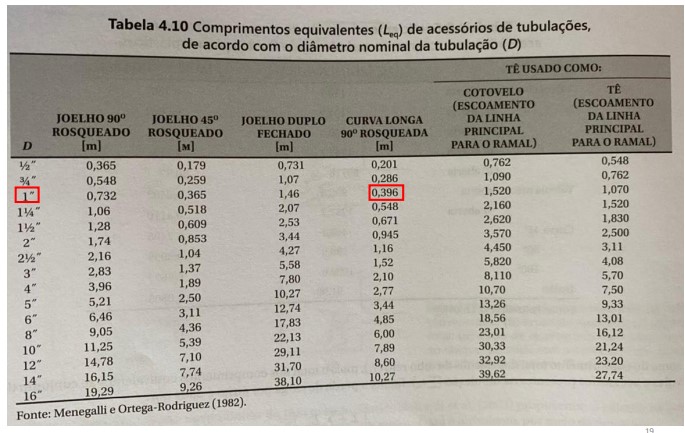 Tabela 4.10 Comprimentos equivalentes (Leq) de acessórios de tubulações,
de acordo com o diâmetro nominal da tubulação (D)
TÊ USADO COMO:
D JOELHO 90º ROSQUEADO [m] JOELHO 45º ROSQUEADO [M] JOELHO DUPLO FECHADO [m] CURVA LONGA 90º ROSQUEADA [m] COTOVELO (ESCOAMENTO DA LINHA PRINCIPAL PARA O RAMAL) TÊ (ESCOAMENTO DA LINHA PRINCIPAL PARA O RAMAL)
½″ 0,365 0,179 0,731 0,201 0,762 0,548
¾″ 0,548 0,259 1,07 0,286 1,090 0,762
1″ 0,732 0,365 1,46 0,396 1,520 1,070
1¼″ 1,06 0,518 2,07 0,548 2,160 1,520
1½″ 1,28 0,609 2,53 0,671 2,620 1,830
2″ 1,74 0,853 3,44 0,945 3,570 2,500
2½″ 2,16 1,04 4,27 1,16 4,450 3,11
3″ 2,83 1,37 5,58 1,52 5,820 4,08
4″ 3,96 1,89 7,80 2,10 8,110 5,70
5″ 5,21 2,50 10,27 2,77 10,70 7,50
6″ 6,46 3,11 12,74 3,44 13,26 9,33
8″ 9,05 4,36 17,83 4,85 18,56 13,01
10″ 11,25 5,39 22,13 6,00 23,01 16,12
12″ 14,78 7,10 29,11 7,89 30,33 21,24
14″ 16,15 7,74 31,70 8,60 32,92 23,20
16″ 19,29 9,26 38,10 10,27 39,62 27,74
Fonte: Menegalli e Ortega-Rodriguez (1982).
19